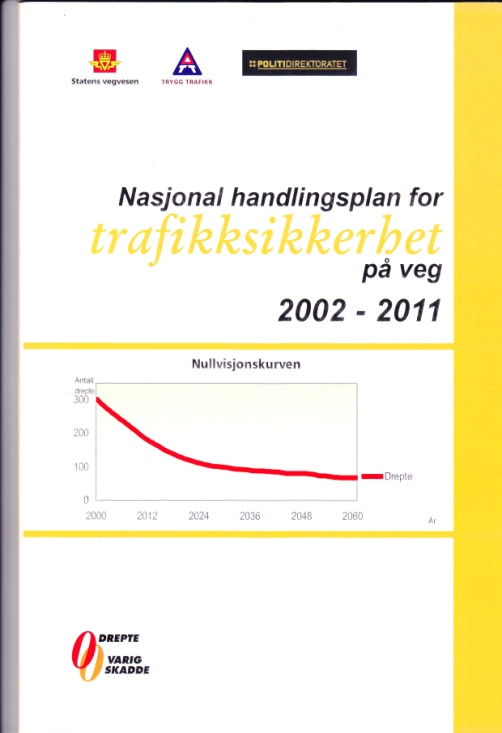 Statens vegvesen
TRYGG TRAFIKK
POLITIDIREKTORATET
Nasjonal handlingsplan for
trafikksikkerhet
på veg
2002 - 2011
Nullvisjonskurven
Antall
drepte
300
200
100
0
2000 2012 2024 2036 2048 2060
År
Drepte
00 DREPTE
VARIG
SKADDE